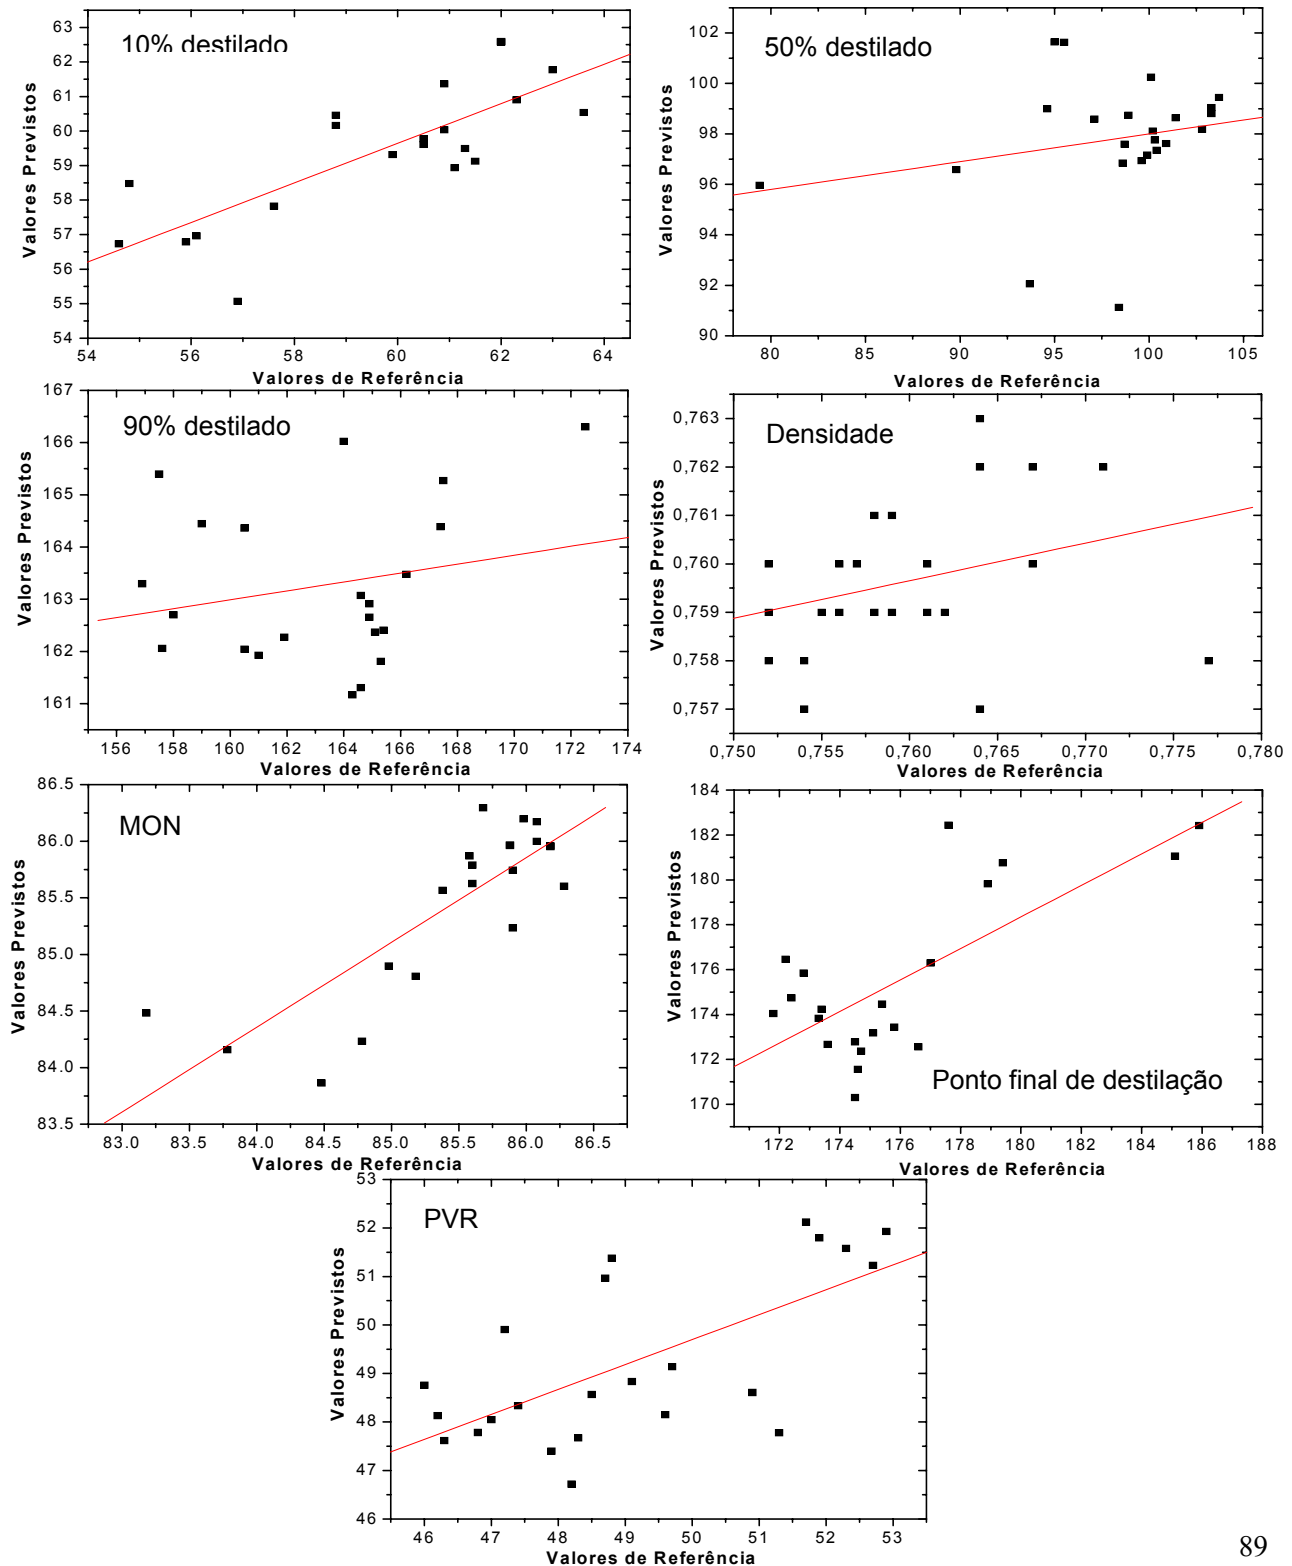 10% destilado
63
62
61
60
59
58
57
56
55
54
54 56 58 60 62 64
Valores Previstos
Valores de Referência
50% destilado
102
100
98
96
94
92
90
80 85 90 95 100 105
Valores Previstos
Valores de Referência
90% destilado
167
166
165
164
163
162
161
156 158 160 162 164 166 168 170 172 174
Valores Previstos
Valores de Referência
Densidade
0,763
0,762
0,761
0,760
0,759
0,758
0,757
0,750 0,755 0,760 0,765 0,770 0,775 0,780
Valores Previstos
Valores de Referência
MON
86.5
86.0
85.5
85.0
84.5
84.0
83.5
83.0 83.5 84.0 84.5 85.0 85.5 86.0 86.5
Valores Previstos
Valores de Referência
184
182
180
178
176
174
172
170
Ponto final de destilação
172 174 176 178 180 182 184 186 188
Valores Previstos
Valores de Referência
PVR
53
52
51
50
49
48
47
46
46 47 48 49 50 51 52 53
Valores Previstos
Valores de Referência
89